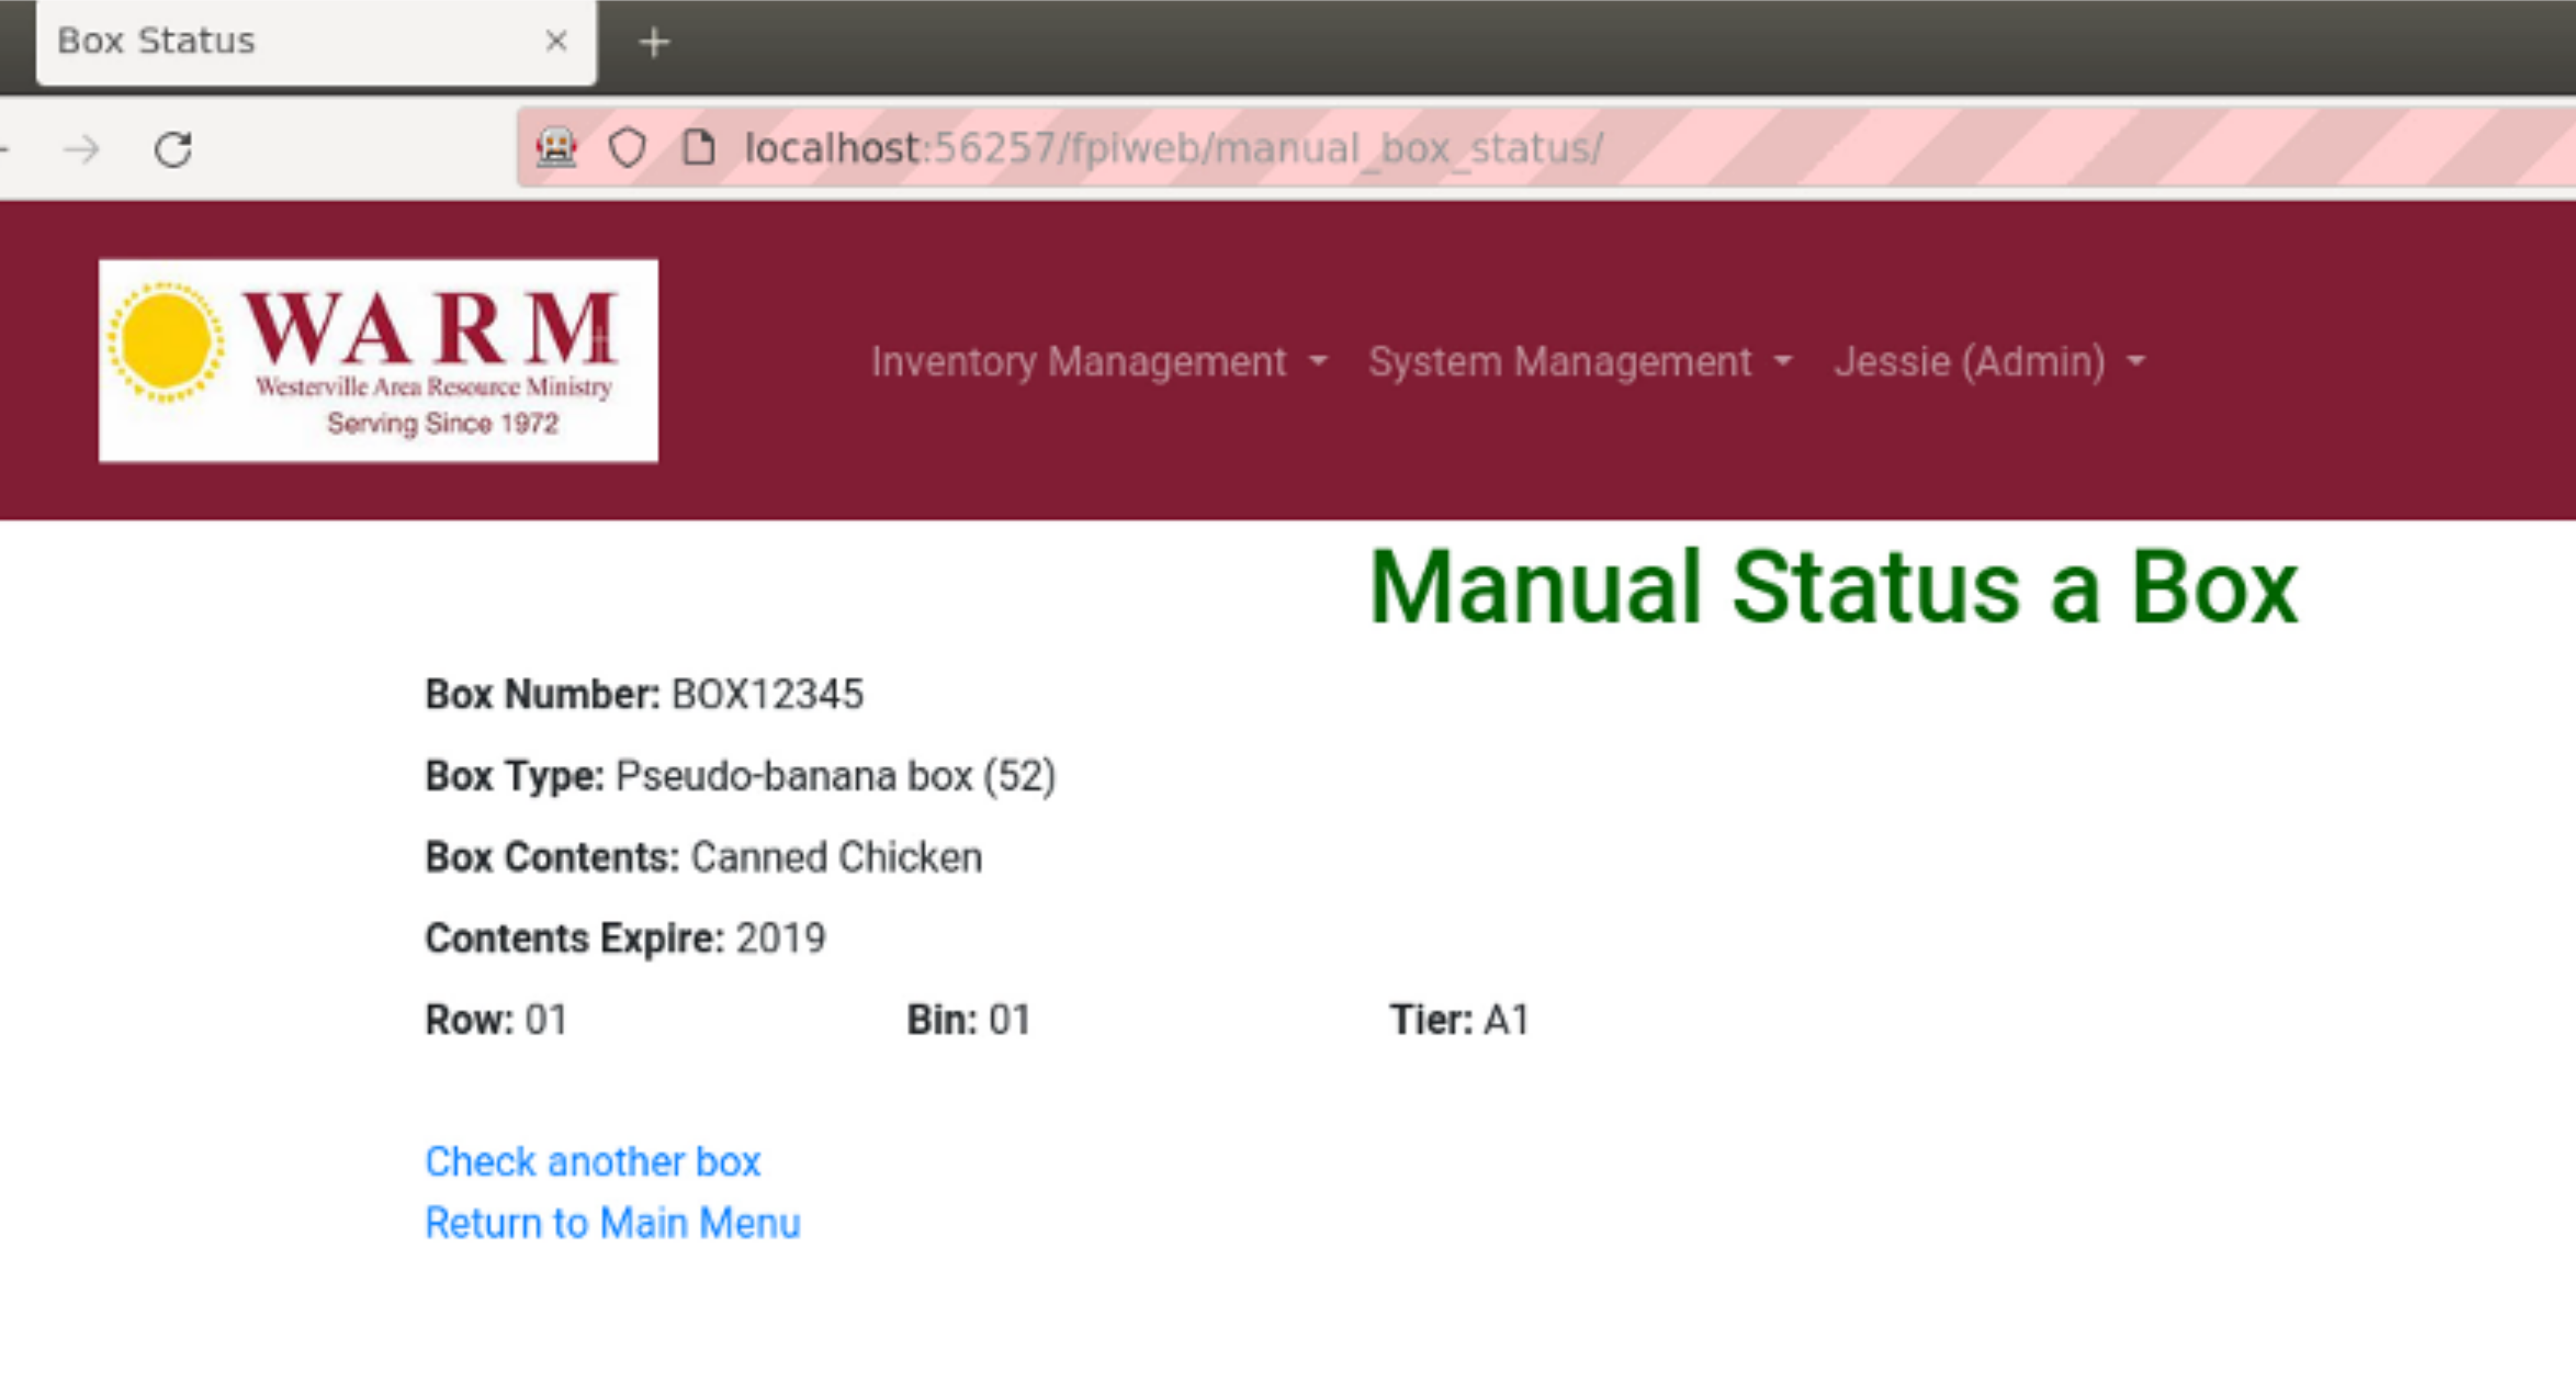 Box Status
localhost:56257/fpiweb/manual_box_status/
WARM
Westerville Area Resource Ministry
Serving Since 1972
Inventory Management System Management Jessie (Admin)
Manual Status a Box
Box Number: BOX12345
Box Type: Pseudo-banana box (52)
Box Contents: Canned Chicken
Contents Expire: 2019
Row: 01 Bin: 01 Tier: A1
Check another box
Return to Main Menu